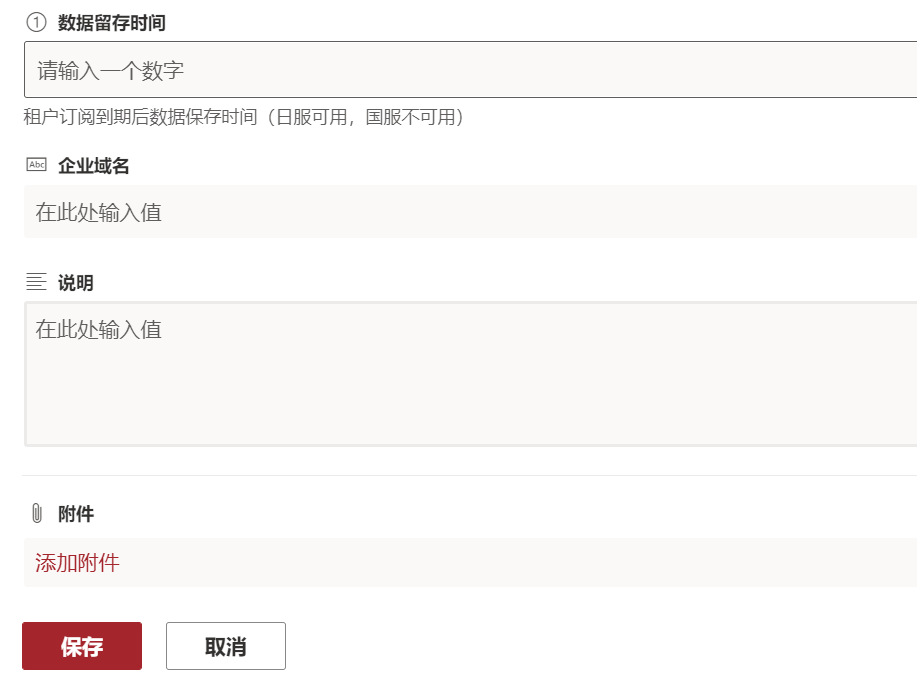 ① 数据留存时间
请输入一个数字
租户订阅到期后数据保存时间（日服可用，国服不可用）
Abc 企业域名
在此处输入值
说明
在此处输入值
附件
添加附件
保存 取消